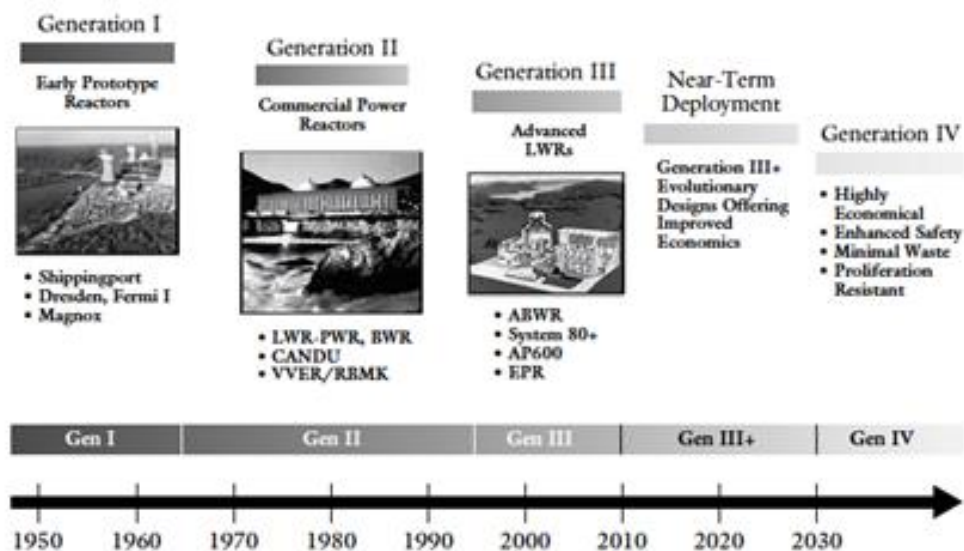 Generation I
Early Prototype
Reactors
• Shippingport
• Dresden, Fermi I
• Magnox
Generation II
Commercial Power
Reactors
• LWR-PWR, BWR
• CANDU
• VVER/RBMK
Generation III
Advanced
LWRs
• ABWR
• System 80+
• AP600
• EPR
Near-Term
Deployment
Generation III+
Evolutionary
Designs Offering
Improved
Economics
Generation IV
• Highly
Economical
• Enhanced Safety
• Minimal Waste
• Proliferation
Resistant
Gen I Gen II Gen III Gen III+ Gen IV
1950 1960 1970 1980 1990 2000 2010 2020 2030